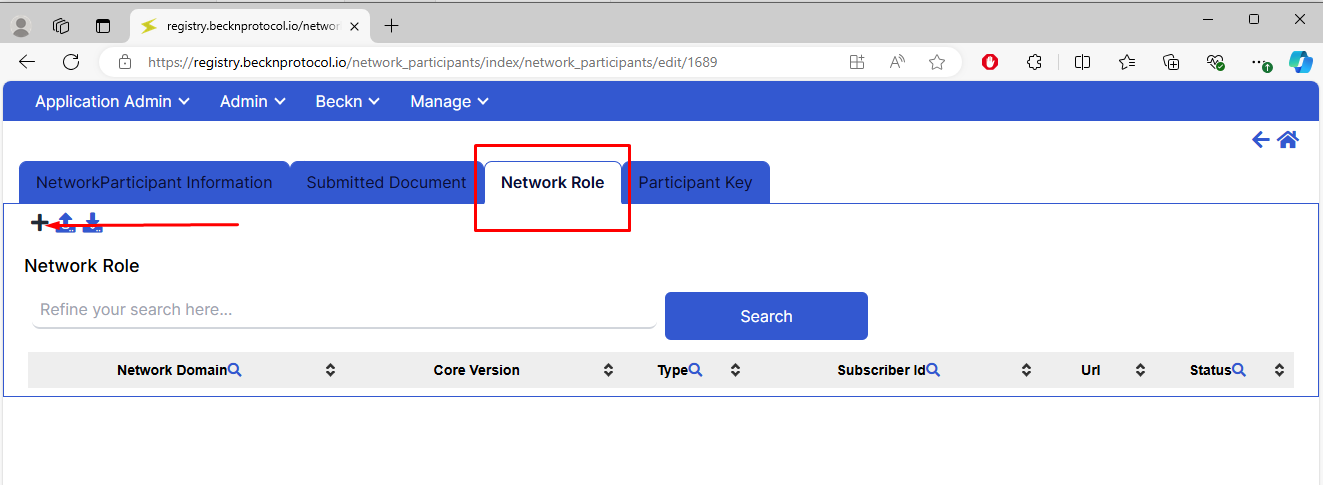 registry.becknprotocol.io/networ
https://registry.becknprotocol.io/network_participants/index/network_participants/edit/1689
Application Admin Admin Beckn Manage
NetworkParticipant Information Submitted Document Network Role Participant Key
Network Role
Refine your search here... Search
Network Domain Core Version Type Subscriber Id Url Status